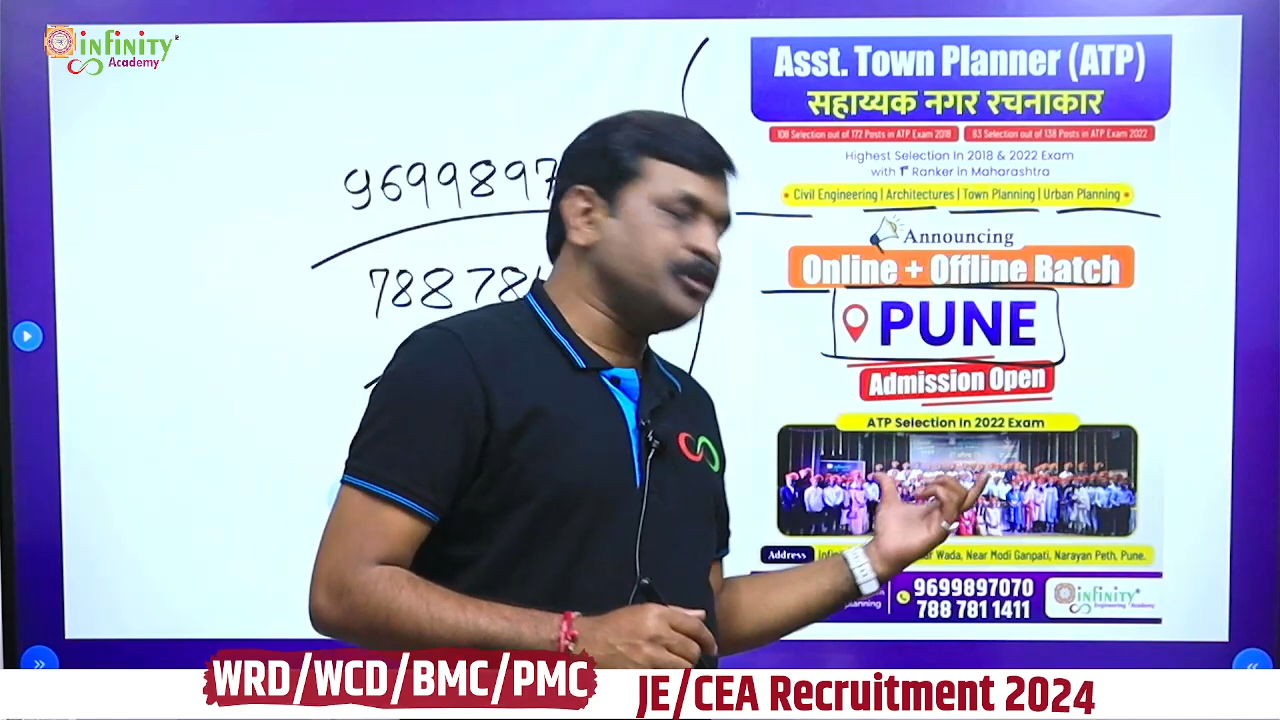 infinity
Academy
9699897
788781
Asst. Town Planner (ATP)
सहाय्यक नगर रचनाकार
108 Selection out of 172 Posts in ATP Exam 2018
83 Selection out of 138 Posts in ATP Exam 2022
Highest Selection In 2018 & 2022 Exam
with 1st Ranker in Maharashtra
• Civil Engineering | Architectures | Town Planning | Urban Planning •
Announcing
Online + Offline Batch
PUNE
Admission Open
ATP Selection In 2022 Exam
Address
Wada, Near Modi Ganpati, Narayan Peth, Pune.
9699897070
788 781 1411
infinity
Engineering Academy
WRD/WCD/BMC/PMC
JE/CEA Recruitment 2024